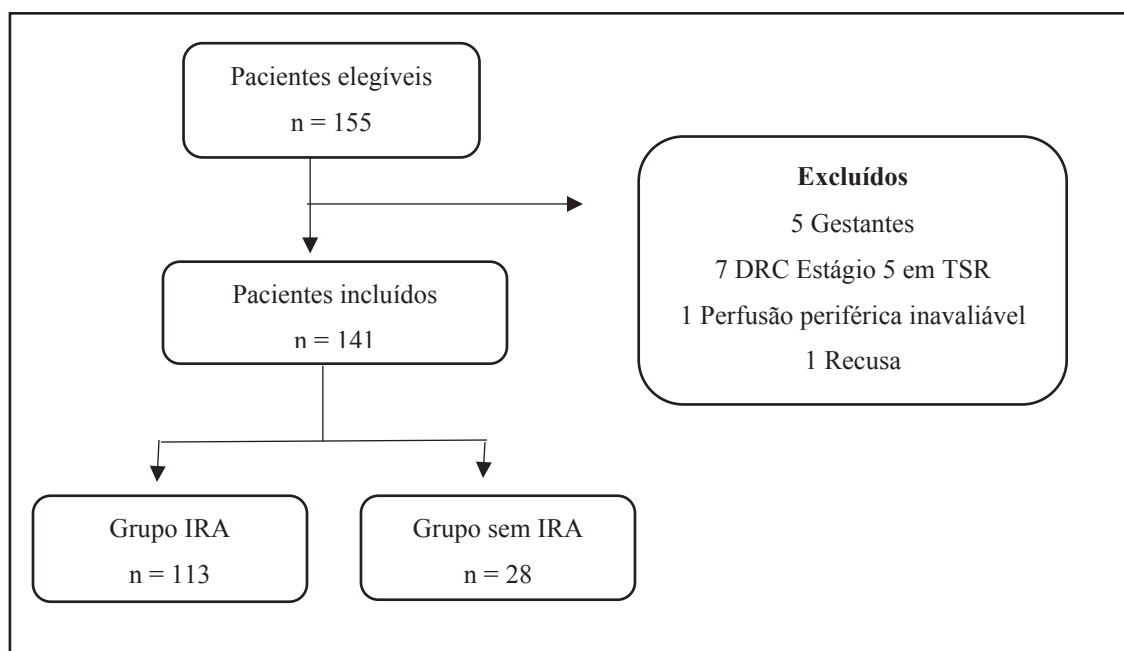 Pacientes elegíveis
n = 155
Excluídos
5 Gestantes
7 DRC Estágio 5 em TSR
1 Perfusão periférica inavaliável
1 Recusa
Pacientes incluídos
n = 141
Grupo IRA
n = 113
Grupo sem IRA
n = 28